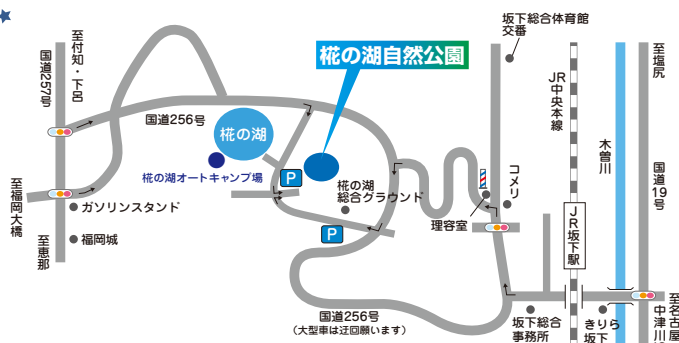 至付知・下呂
国道257号
坂下総合体育館
交番
椛の湖自然公園
至塩尻
JR中央本線
国道256号
椛の湖
木曽川
椛の湖オートキャンプ場
P
コメリ
国道19号
至福岡大橋
椛の湖
総合グラウンド
ガソリンスタンド
理容室
JR坂下駅
福岡城
至恵那
P
国道256号
(大型車は迂回願います)
坂下総合
事務所
きりら
坂下
至名古屋
中津川